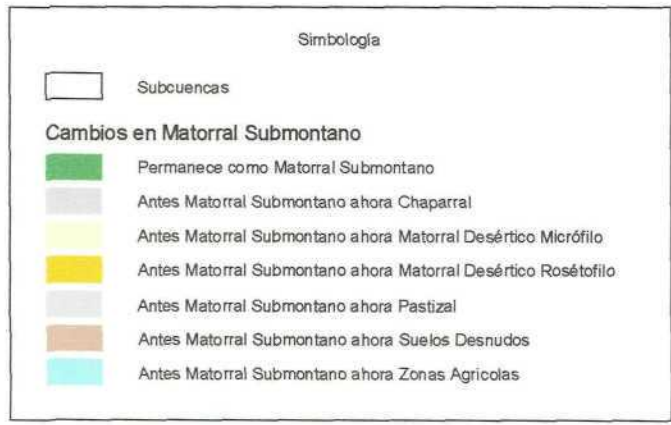 Simbología
Subcuencas
Cambios en Matorral Submontano
Permanece como Matorral Submontano
Antes Matorral Submontano ahora Chaparral
Antes Matorral Submontano ahora Matorral Desértico Micrófilo
Antes Matorral Submontano ahora Matorral Desértico Rosétofilo
Antes Matorral Submontano ahora Pastizal
Antes Matorral Submontano ahora Suelos Desnudos
Antes Matorral Submontano ahora Zonas Agricolas